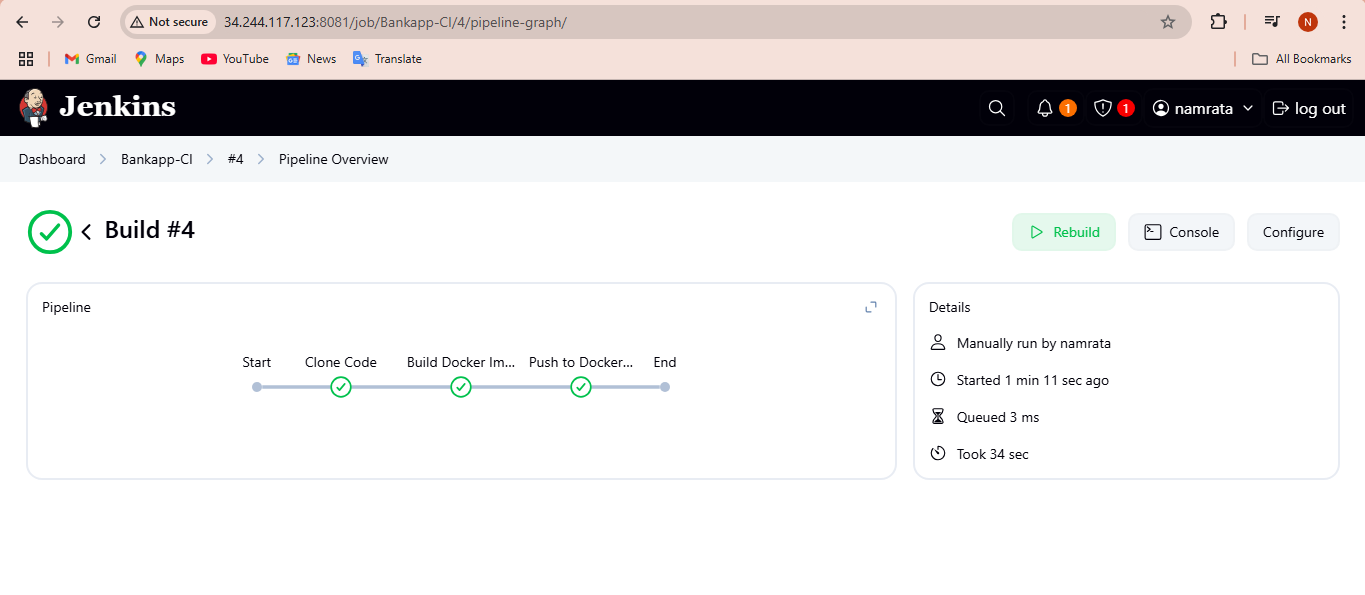 Not secure 34.244.117.123:8081/job/Bankapp-CI/4/pipeline-graph/ N
Gmail Maps YouTube News Translate All Bookmarks
Jenkins 1 1 namrata log out
Dashboard Bankapp-CI #4 Pipeline Overview
Build #4 Rebuild Console Configure
Pipeline
Start Clone Code Build Docker Im... Push to Docker... End
Details
Manually run by namrata
Started 1 min 11 sec ago
Queued 3 ms
Took 34 sec